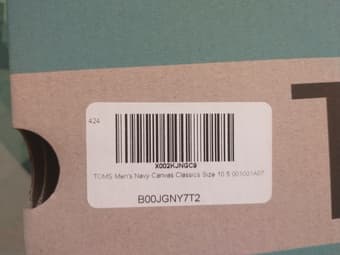 424
X002KJNGC9
TOMS Men's Navy Canvas Classics Size 10.5 001001A07
B00JGNY7T2
T